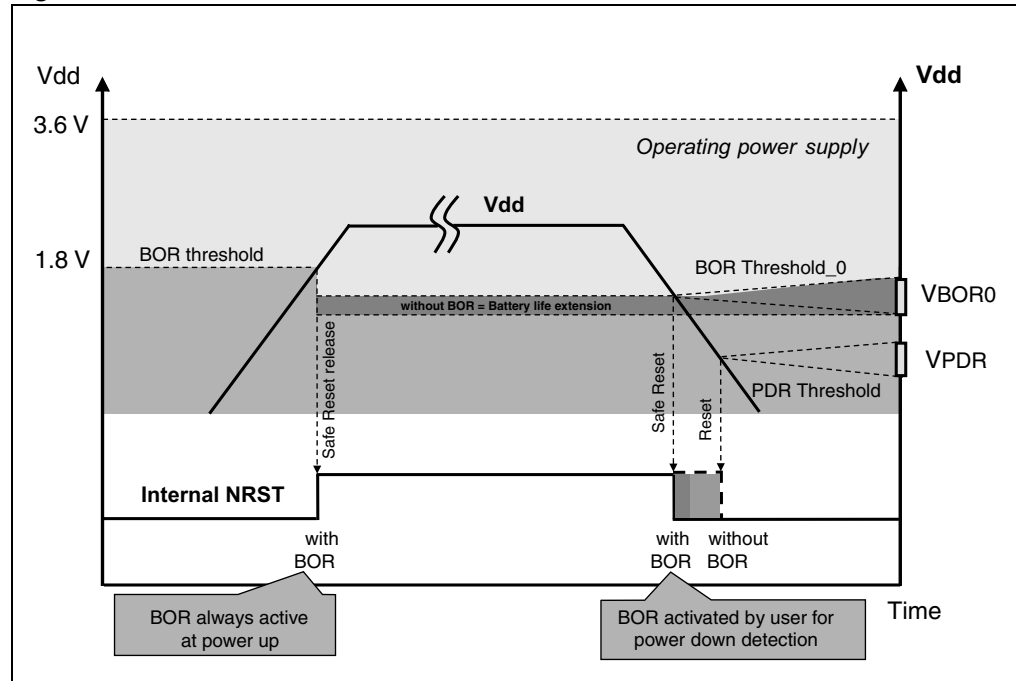 Vdd
Vdd
3.6 V
Operating power supply
Vdd
1.8 V
BOR threshold
BOR Threshold_0
VBOR0
without BOR = Battery life extension
VPDR
PDR Threshold
Safe Reset release
Safe Reset
Reset
Internal NRST
with
BOR
with
BOR
without
BOR
BOR always active
at power up
BOR activated by user for
power down detection
Time